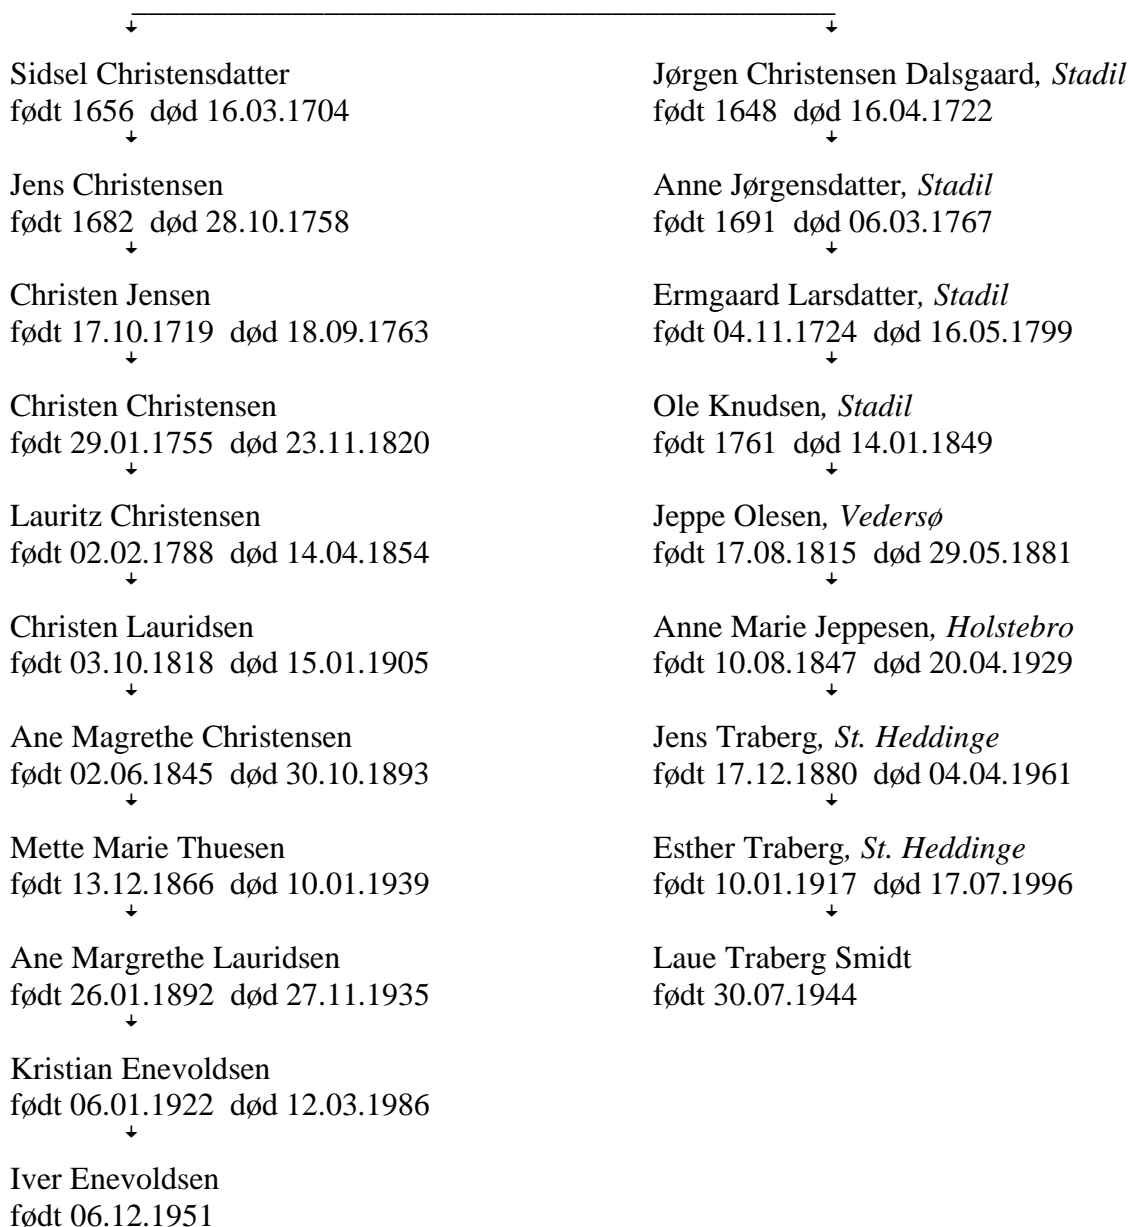 Sidsel Christensdatter
født 1656 død 16.03.1704
Jens Christensen
født 1682 død 28.10.1758
Christen Jensen
født 17.10.1719 død 18.09.1763
Christen Christensen
født 29.01.1755 død 23.11.1820
Lauritz Christensen
født 02.02.1788 død 14.04.1854
Christen Lauridsen
født 03.10.1818 død 15.01.1905
Ane Magrethe Christensen
født 02.06.1845 død 30.10.1893
Mette Marie Thuesen
født 13.12.1866 død 10.01.1939
Ane Margrethe Lauridsen
født 26.01.1892 død 27.11.1935
Kristian Enevoldsen
født 06.01.1922 død 12.03.1986
Iver Enevoldsen
født 06.12.1951
Jørgen Christensen Dalsgaard, Stadil
født 1648 død 16.04.1722
Anne Jørgensdatter, Stadil
født 1691 død 06.03.1767
Ermgaard Larsdatter, Stadil
født 04.11.1724 død 16.05.1799
Ole Knudsen, Stadil
født 1761 død 14.01.1849
Jeppe Olesen, Vedersø
født 17.08.1815 død 29.05.1881
Anne Marie Jeppesen, Holstebro
født 10.08.1847 død 20.04.1929
Jens Traberg, St. Heddinge
født 17.12.1880 død 04.04.1961
Esther Traberg, St. Heddinge
født 10.01.1917 død 17.07.1996
Laue Traberg Smidt
født 30.07.1944